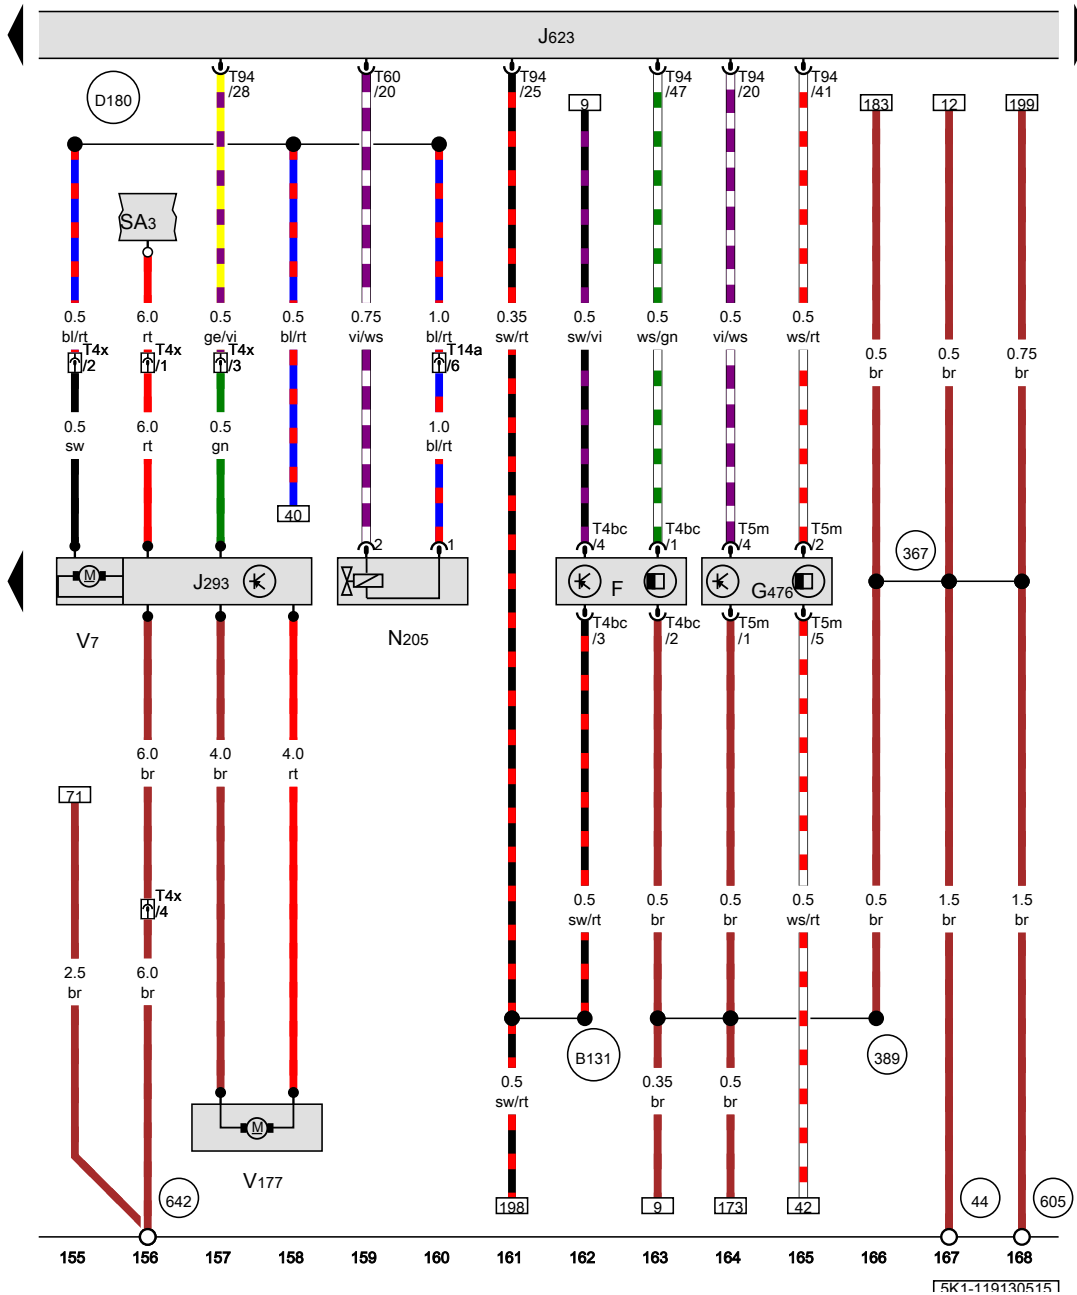 J623
T94 T60 T94 T94 T94 T94
/28 /20 /25 /47 /20 /41
D180 9 183 12 199
SA3
0.5 6.0 0.5 0.5 0.75 1.0 0.35 0.5 0.5 0.5 0.5
bl/rt rt ge/vi bl/rt vi/ws bl/rt sw/rt sw/vi ws/gn vi/ws ws/rt
T4x T4x T4x T14a
/2 /1 /3 /6
0.5 0.5 0.75
br br br
0.5 6.0 0.5 1.0
sw rt gn bl/rt
40
T4bc T4bc T5m T5m
/4 /1 /4 /2
2 1
367
M J293 F G476
V7 N205
T4bc T4bc T5m T5m
/3 /2 /1 /5
6.0 4.0 4.0
br br rt
71
T4x
/4
0.5 0.5 0.5 0.5 0.5 1.5 1.5
sw/rt br br ws/rt br br br
2.5 6.0
br br
B131 389
0.5 0.35 0.5
sw/rt br br
M
V177
642 198 9 173 42 44 605
155 156 157 158 159 160 161 162 163 164 165 166 167 168
5K1-119130515